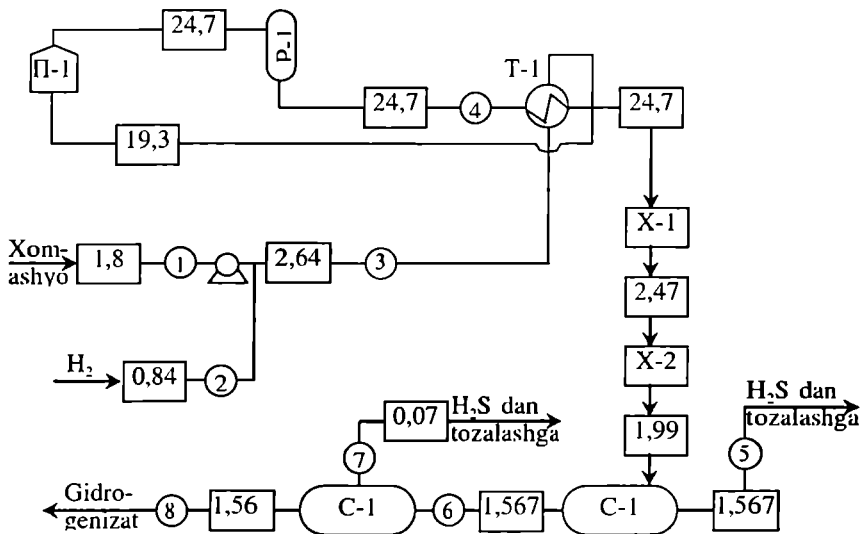 24,7
П-1
P-1
T-1
24,7
4
24,7
19,3
X-1
Xom-
ashyo
1,8
1
2,64
3
2,47
H₂
0,84
2
X-2
0,07
H₂S dan
tozalashga
H₂S dan
tozalashga
1,99
7
5
Gidro-
genizat
8
1,56
C-1
6
1,567
C-1
1,567